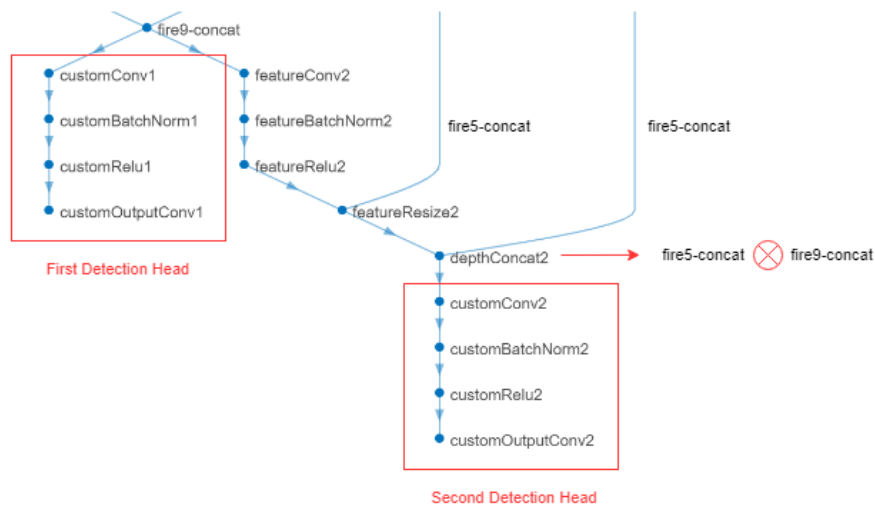 fire9-concat
customConv1
featureConv2
customBatchNorm1
featureBatchNorm2
fire5-concat
fire5-concat
customRelu1
featureRelu2
customOutputConv1
featureResize2
First Detection Head
depthConcat2
fire5-concat
fire9-concat
customConv2
customBatchNorm2
customRelu2
customOutputConv2
Second Detection Head